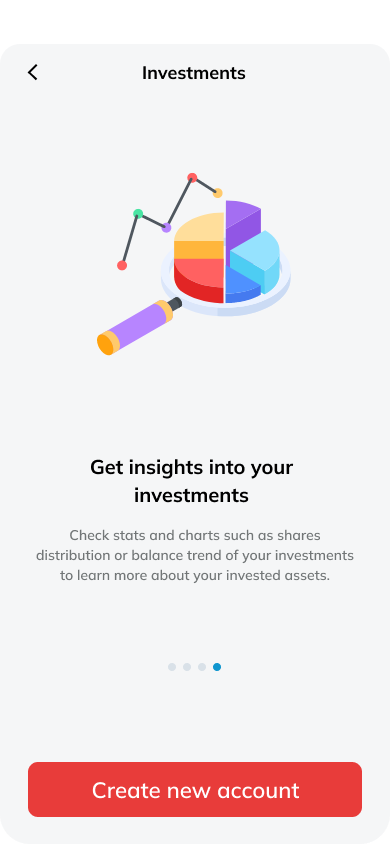 Investments
Get insights into your
investments
Check stats and charts such as shares
distribution or balance trend of your investments
to learn more about your invested assets.
Create new account